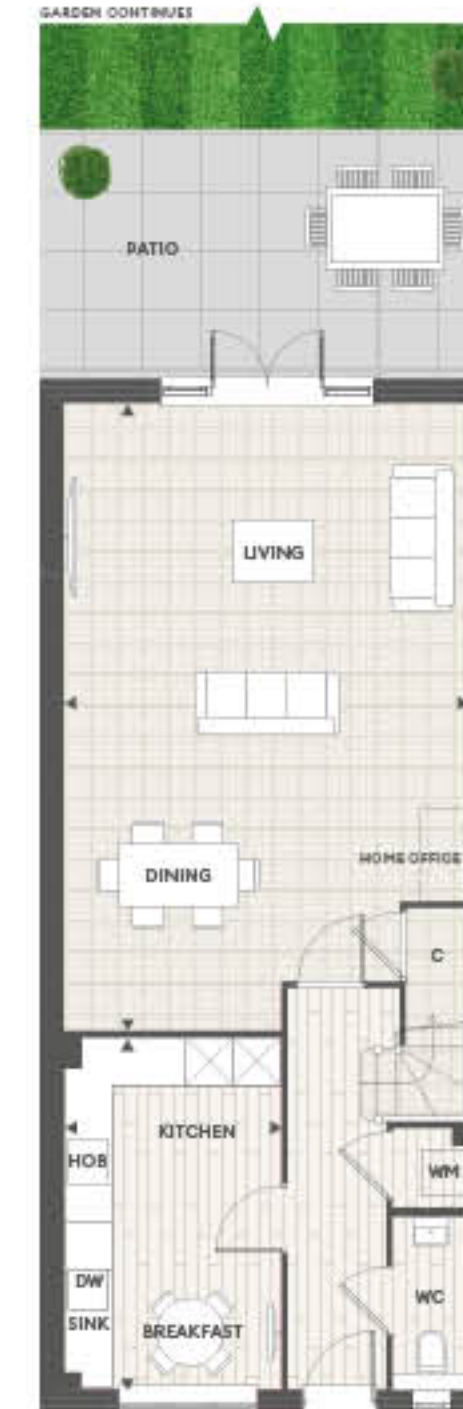 GARDEN CONTINUES
PATIO
LIVING
DINING
HOME OFFICE
C
KITCHEN
HOB
WM
DW
SINK
BREAKFAST
WC